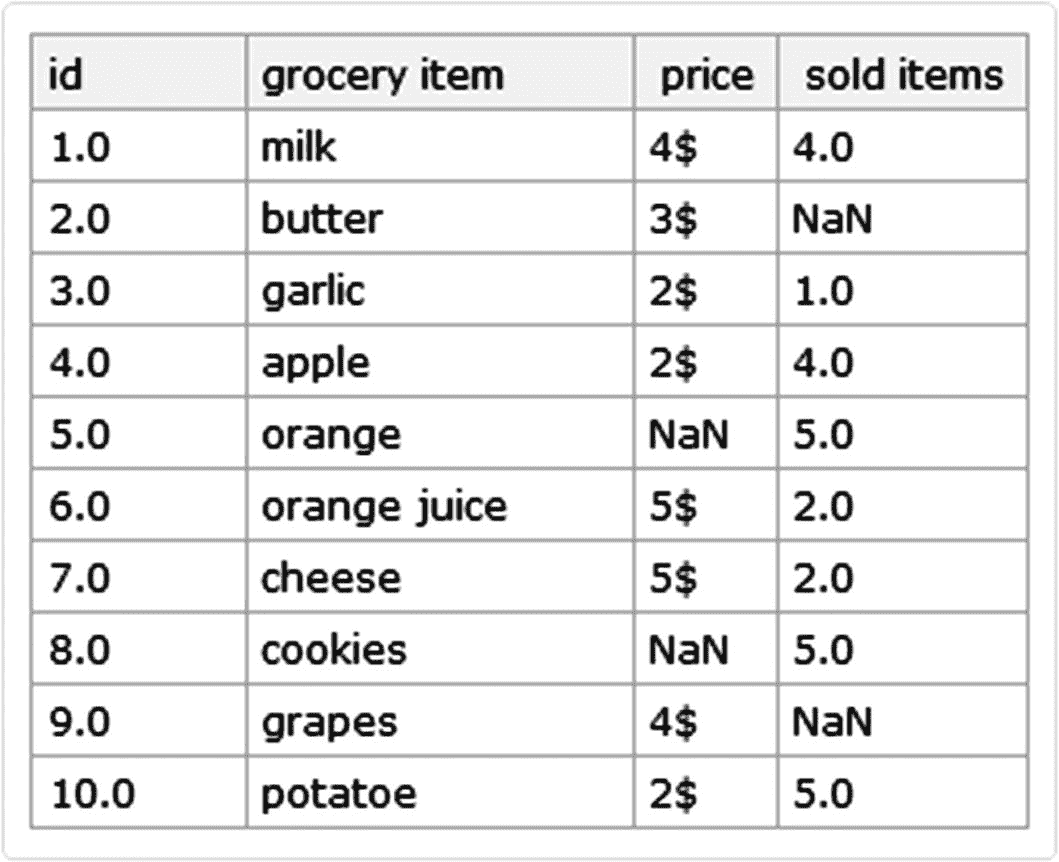 id grocery item price sold items
1.0 milk 4$ 4.0
2.0 butter 3$ NaN
3.0 garlic 2$ 1.0
4.0 apple 2$ 4.0
5.0 orange NaN 5.0
6.0 orange juice 5$ 2.0
7.0 cheese 5$ 2.0
8.0 cookies NaN 5.0
9.0 grapes 4$ NaN
10.0 potatoe 2$ 5.0